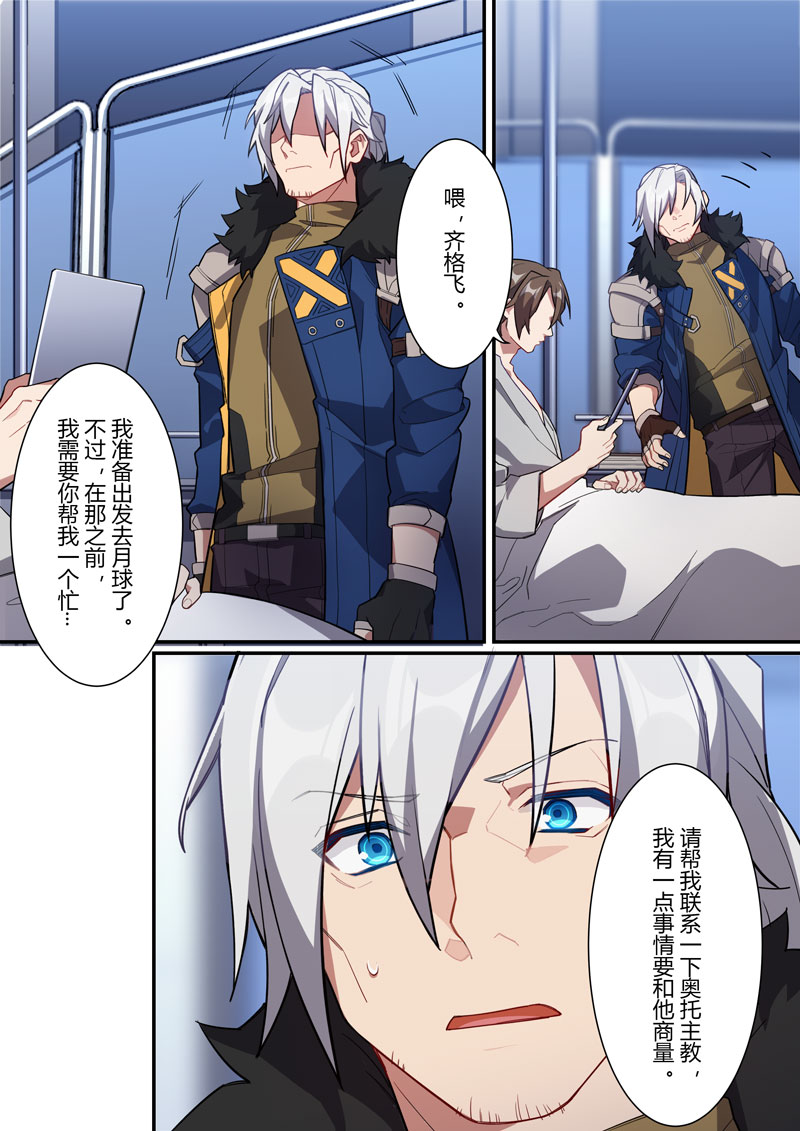 喂，齐格飞。
我准备出发去月球了。
不过，在那之前，
我需要你帮我一个忙…
请帮我联系一下奥托主教，
我有一点事情要和他商量。